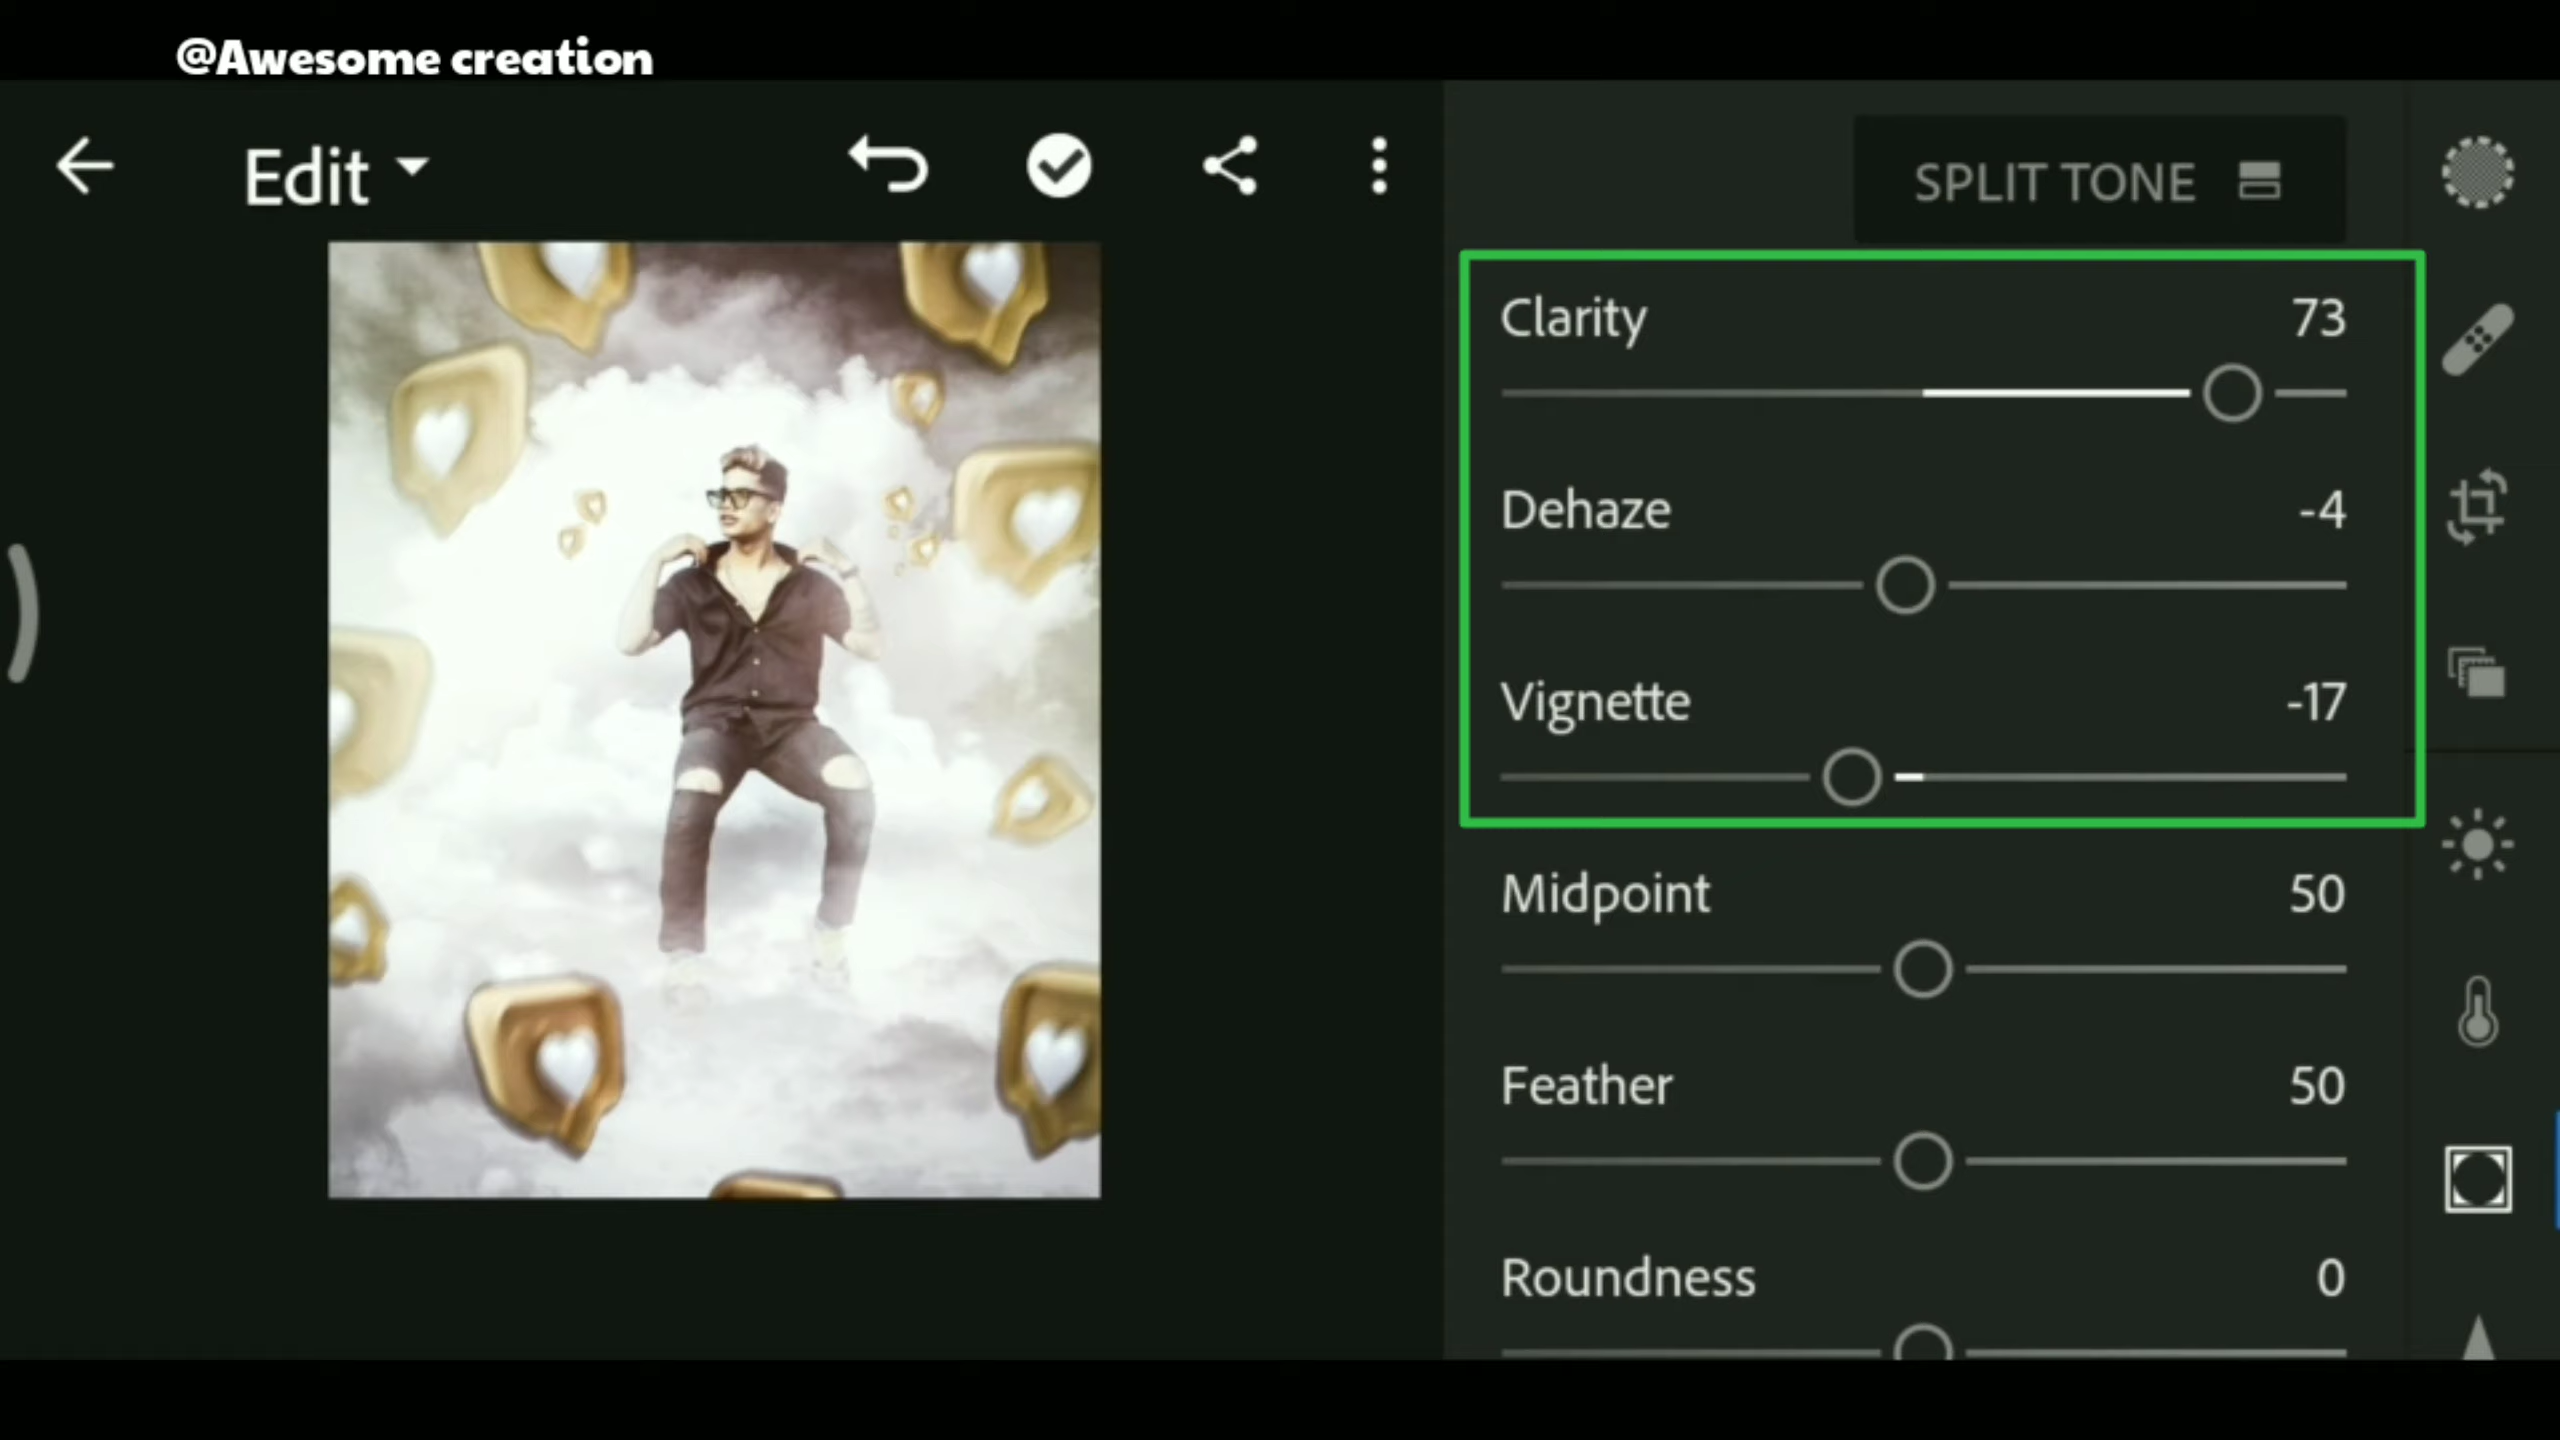 @Awesome creation
Edit
SPLIT TONE
Clarity 73
Dehaze -4
Vignette -17
Midpoint 50
Feather 50
Roundness 0